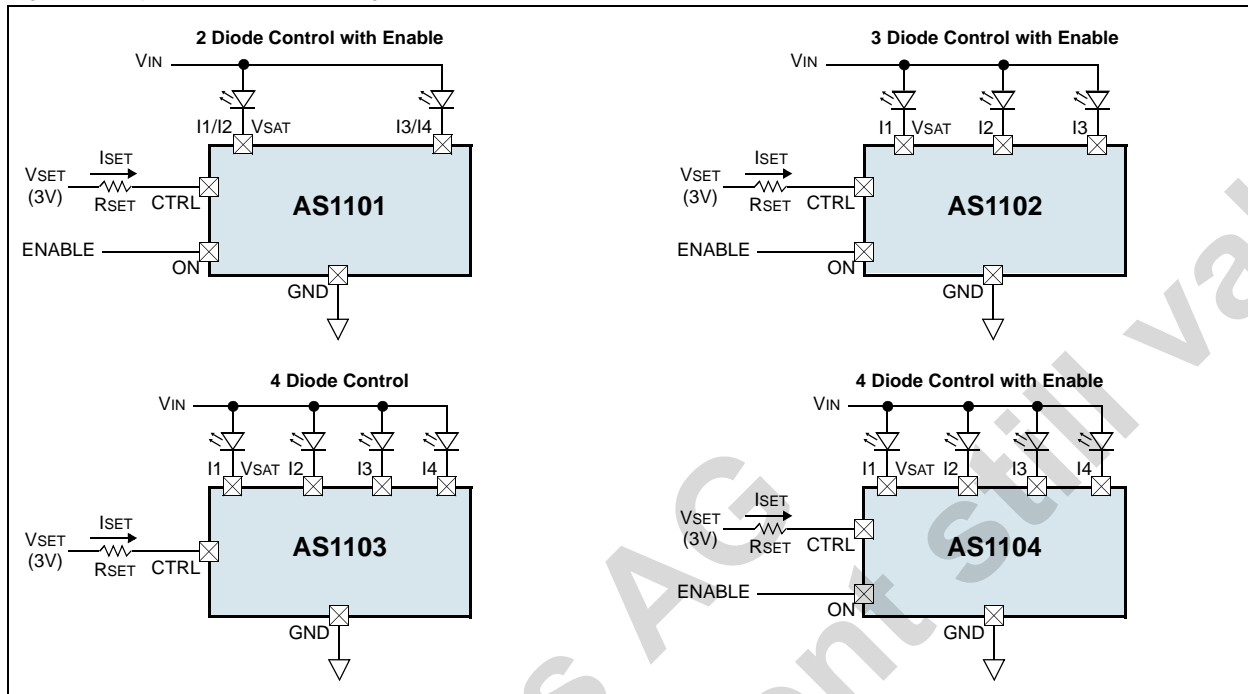 2 Diode Control with Enable
VIN
I1/I2 VSAT I3/I4
ISET
VSET
(3V)
RSET CTRL
AS1101
ENABLE
ON
GND
3 Diode Control with Enable
VIN
I1 VSAT I2 I3
ISET
VSET
(3V)
RSET CTRL
AS1102
ENABLE
ON
GND
4 Diode Control
VIN
I1 VSAT I2 I3 I4
ISET
VSET
(3V)
RSET CTRL
AS1103
GND
4 Diode Control with Enable
VIN
I1 VSAT I2 I3 I4
ISET
VSET
(3V)
RSET CTRL
AS1104
ENABLE
ON
GND
AG
still